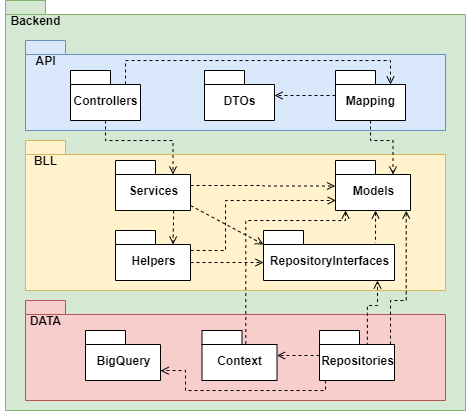 Backend
API
Controllers
DTOs
Mapping
BLL
Services
Models
Helpers
RepositoryInterfaces
DATA
BigQuery
Context
Repositories